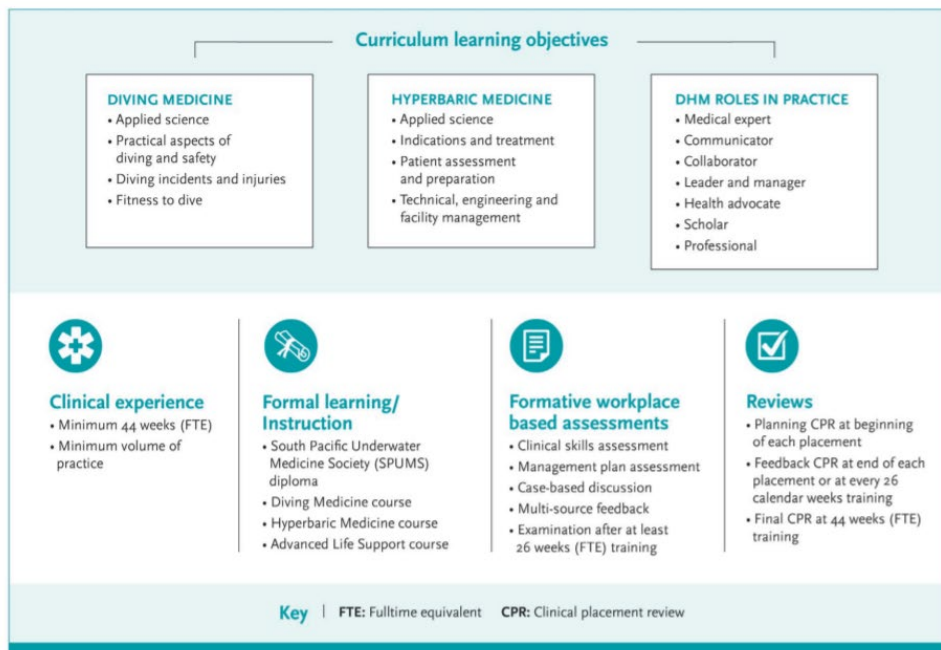 Curriculum learning objectives
DIVING MEDICINE
• Applied science
• Practical aspects of
diving and safety
• Diving incidents and injuries
• Fitness to dive
HYPERBARIC MEDICINE
• Applied science
• Indications and treatment
• Patient assessment
and preparation
• Technical, engineering and
facility management
DHM ROLES IN PRACTICE
• Medical expert
• Communicator
• Collaborator
• Leader and manager
• Health advocate
• Scholar
• Professional
Clinical experience
• Minimum 44 weeks (FTE)
• Minimum volume of
practice
Formal learning/
Instruction
• South Pacific Underwater
Medicine Society (SPUMS)
diploma
• Diving Medicine course
• Hyperbaric Medicine course
• Advanced Life Support course
Formative workplace
based assessments
• Clinical skills assessment
• Management plan assessment
• Case-based discussion
• Multi-source feedback
• Examination after at least
26 weeks (FTE) training
Reviews
• Planning CPR at beginning
of each placement
• Feedback CPR at end of each
placement or at every 26
calendar weeks training
• Final CPR at 44 weeks (FTE)
training
Key | FTE: Fulltime equivalent CPR: Clinical placement review